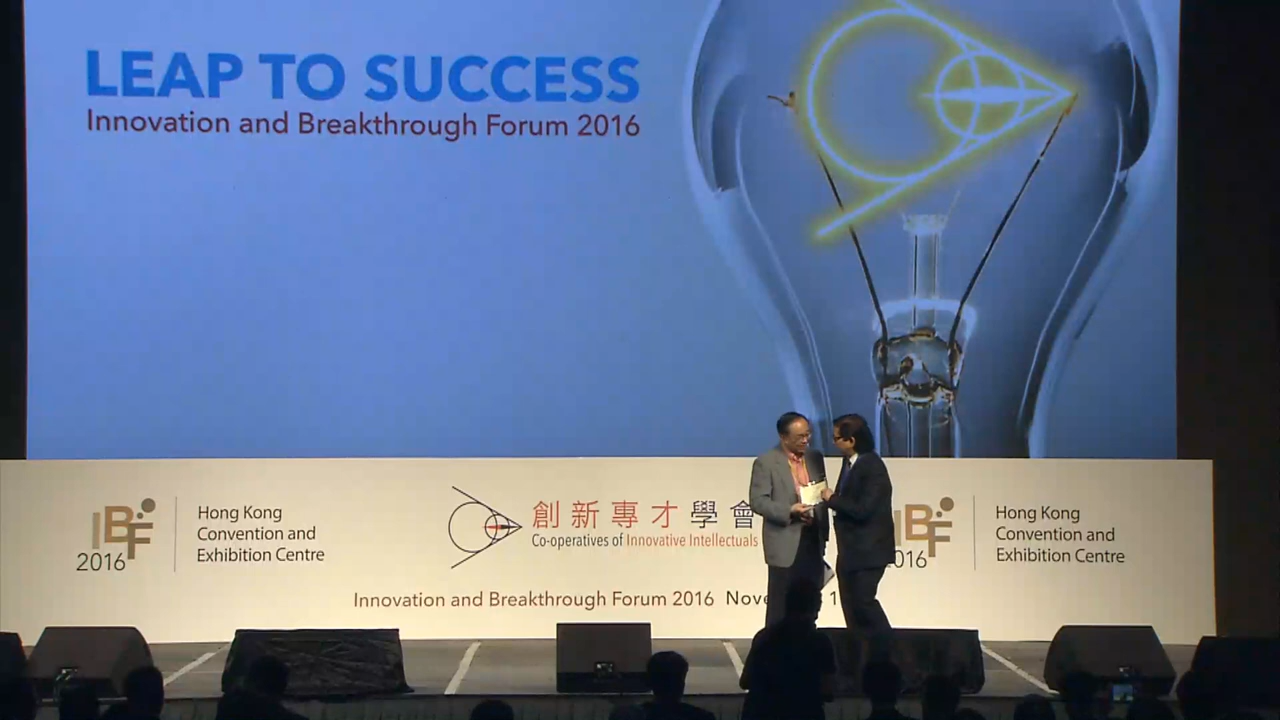 LEAP TO SUCCESS
Innovation and Breakthrough Forum 2016
IBF
2016
Hong Kong
Convention and
Exhibition Centre
創新專才學會
Co-operatives of Innovative Intellectuals
Innovation and Breakthrough Forum 2016
IBF
Hong Kong
Convention and
Exhibition Centre